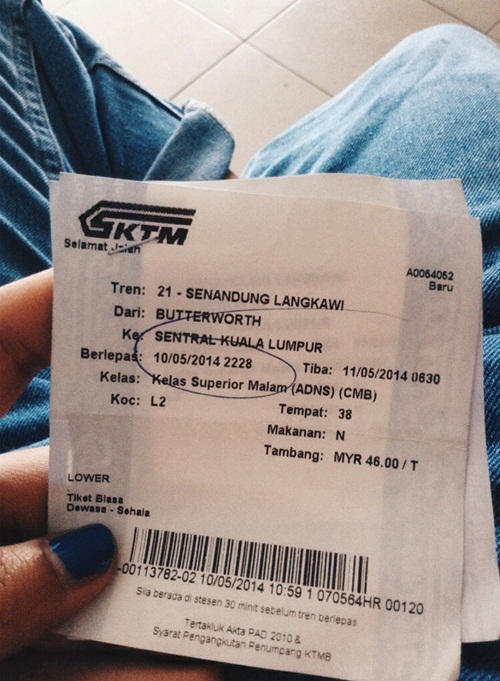 KTM
Selamat Jalan
A0064062
Baru
Tren: 21 - SENANDUNG LANGKAWI
Dari: BUTTERWORTH
Ke: SENTRAL KUALA LUMPUR
Berlepas: 10/05/2014 2228 Tiba: 11/05/2014 0630
Kelas: Kelas Superior Malam (ADNS) (CMB)
Koc: L2 Tempat: 38
Makanan: N
Tambang: MYR 46.00 / T
LOWER
Tiket Biasa
Dewasa - Sehala
-00113782-02 10/05/2014 10:59 1 070564HR 00120
Sila berada di stesen 30 minit sebelum tren berlepas
Tertakluk Akta PAD 2010 &
Syarat Pengangkutan Penumpang KTMB